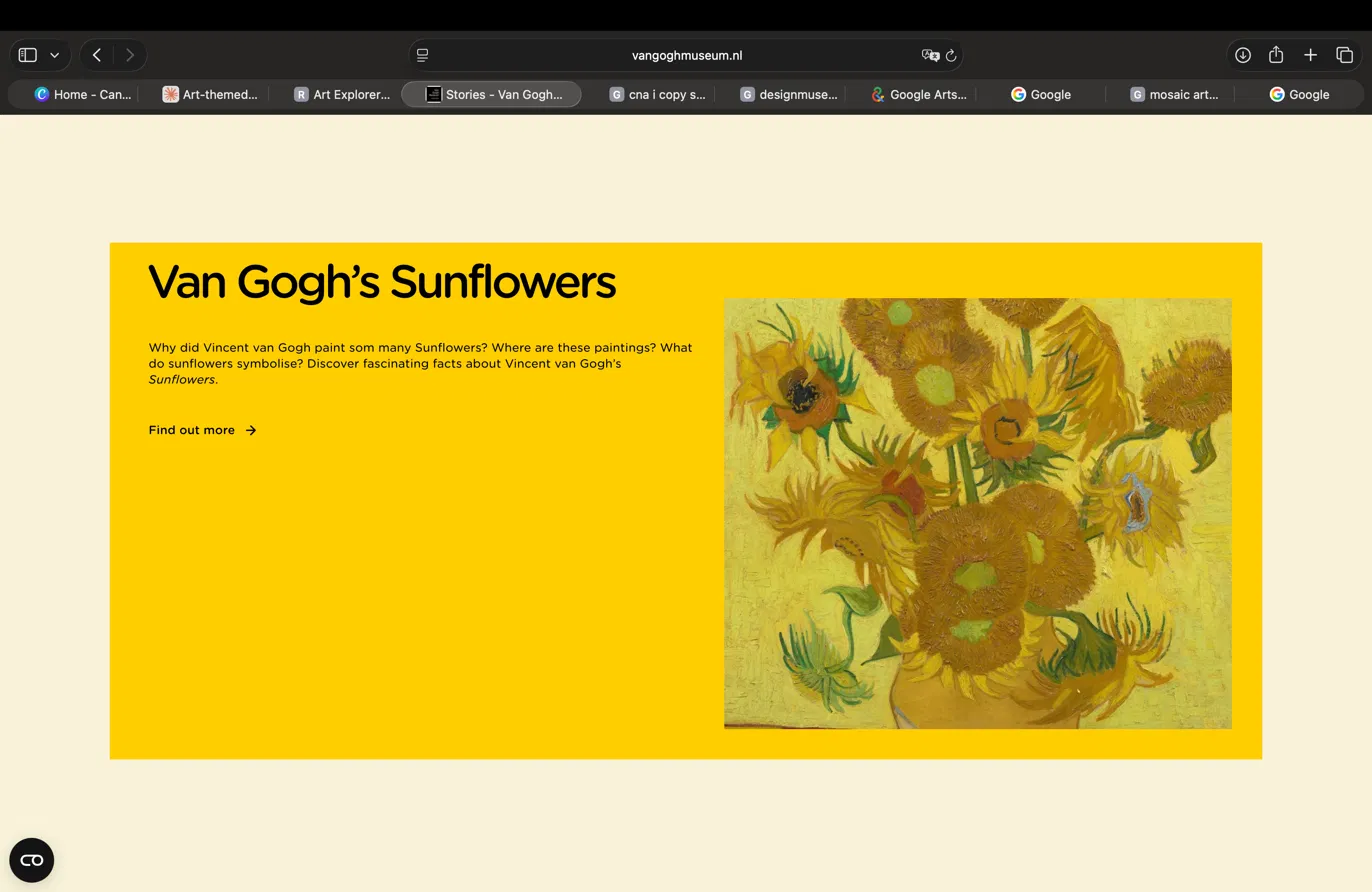 vangoghmuseum.nl
Home - Can...
Art-themed...
R
Art Explorer...
Stories - Van Gogh...
G
cna i copy s...
G
designmuse...
Google Arts...
Google
G
mosaic art...
Google
Van Gogh’s Sunflowers
Why did Vincent van Gogh paint som many Sunflowers? Where are these paintings? What
do sunflowers symbolise? Discover fascinating facts about Vincent van Gogh’s
Sunflowers.
Find out more →